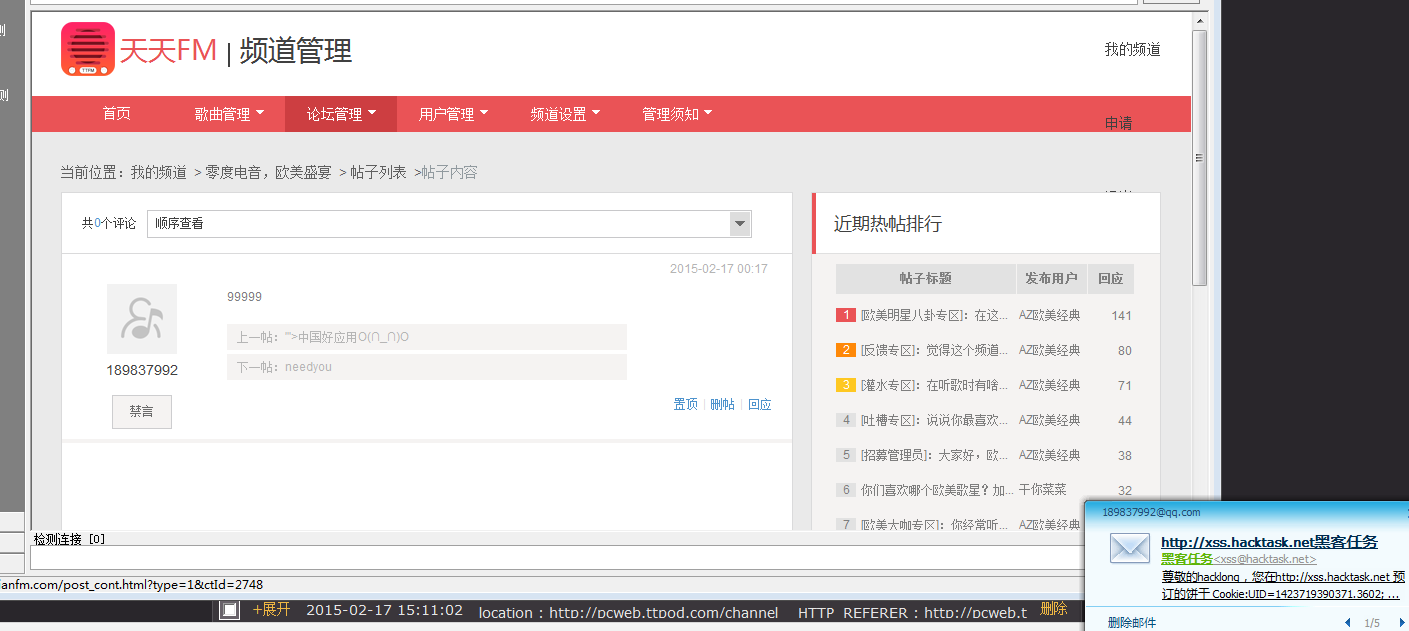 则
则
天天FM | 频道管理
TTFM
我的频道
首页 歌曲管理 论坛管理 用户管理 频道设置 管理须知
申请
当前位置：我的频道 > 零度电音，欧美盛宴 > 帖子列表 >帖子内容
共0个评论 顺序查看
2015-02-17 00:17
99999
上一帖："">中国好应用O(∩_∩)O
下一帖：needyou
189837992
禁言
置顶 | 删帖 | 回应
近期热帖排行
帖子标题 发布用户 回应
1 [欧美明星八卦专区]：在这... AZ欧美经典 141
2 [反馈专区]：觉得这个频道... AZ欧美经典 80
3 [灌水专区]：在听歌时有啥... AZ欧美经典 71
4 [吐槽专区]：说说你最喜欢... AZ欧美经典 44
5 [招募管理员]：大家好，欧... AZ欧美经典 38
6 你们喜欢哪个欧美歌星？加... 干你菜菜 32
7 [欧美大咖专区]：你经常听... AZ欧美经典
检测连接 [0]
anfm.com/post_cont.html?type=1&ctId=2748
+展开 2015-02-17 15:11:02 location : http://pcweb.ttpod.com/channel HTTP_REFERER : http://pcweb.t 删除
189837992@qq.com
http://xss.hacktask.net黑客任务
黑客任务<xss@hacktask.net>
尊敬的hacklong，您在http://xss.hacktask.net 预
订的饼干 Cookie:UID=1423719390371.3602; ...
删除邮件 1/5